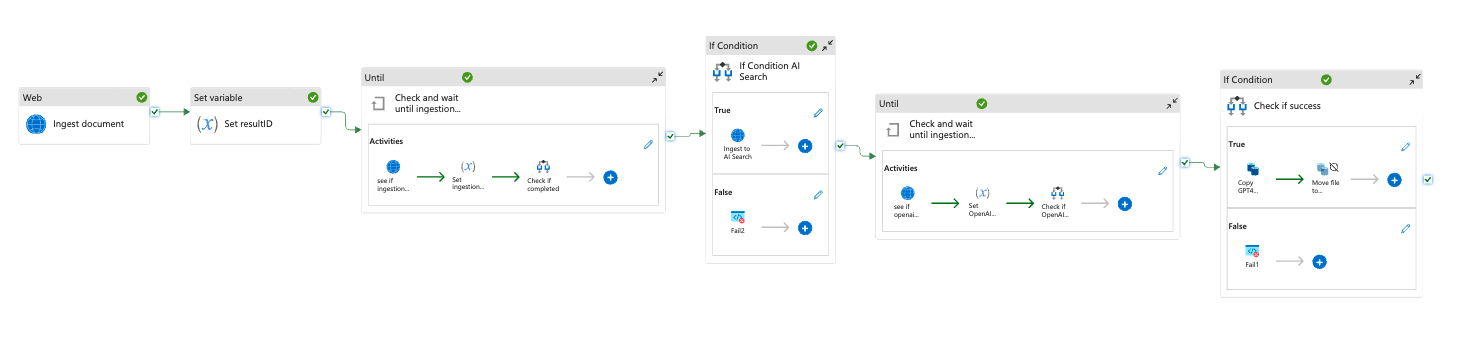 Web
Ingest document
Set variable
(x) Set resultID
Until
Check and wait
until ingestion...
Activities
see if
ingestion...
(x)
Set
ingestion...
Check if
completed
If Condition
If Condition AI
Search
True
Ingest to
AI Search
False
Fail2
Until
Check and wait
until ingestion...
Activities
see if
openai...
(x)
Set
OpenAI...
Check if
OpenAI...
If Condition
Check if success
True
Copy
GPT4...
Move file
to...
False
Fail1